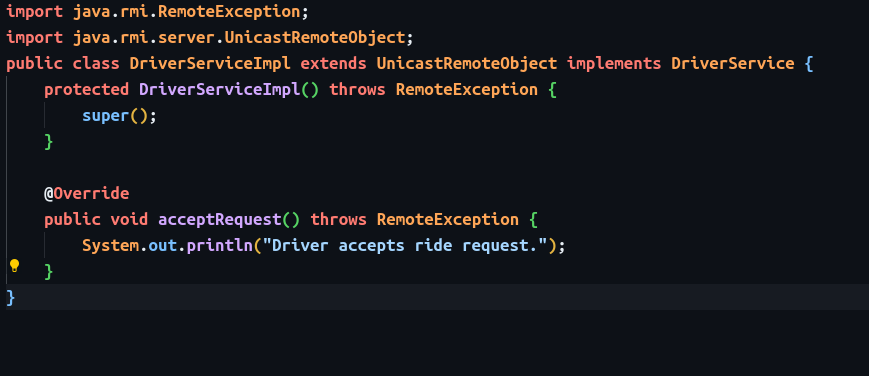 import java.rmi.RemoteException;
import java.rmi.server.UnicastRemoteObject;
public class DriverServiceImpl extends UnicastRemoteObject implements DriverService {
    protected DriverServiceImpl() throws RemoteException {
        super();
    }

    @Override
    public void acceptRequest() throws RemoteException {
        System.out.println("Driver accepts ride request.");
    }
}